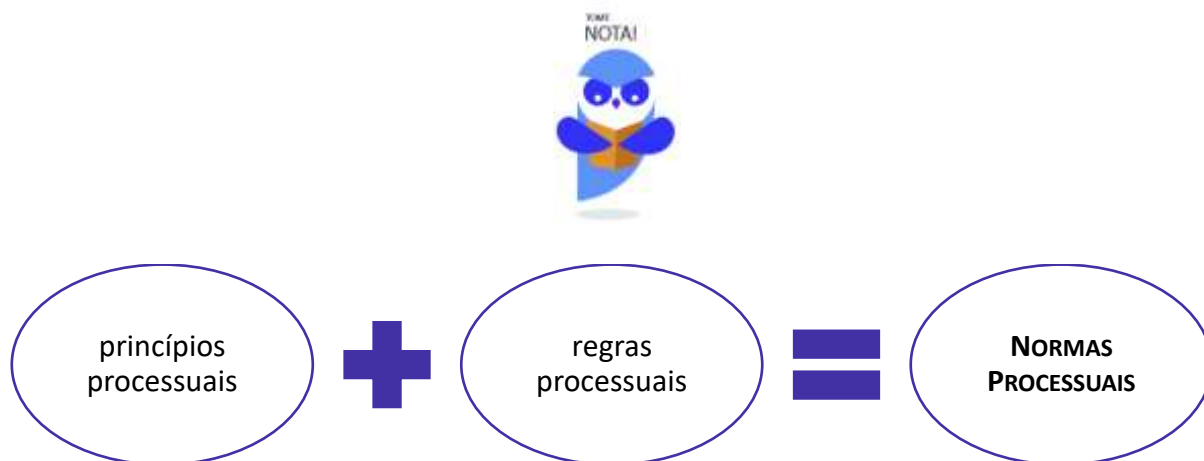 TOME
NOTA!
princípios
processuais
regras
processuais
NORMAS
PROCESSUAIS